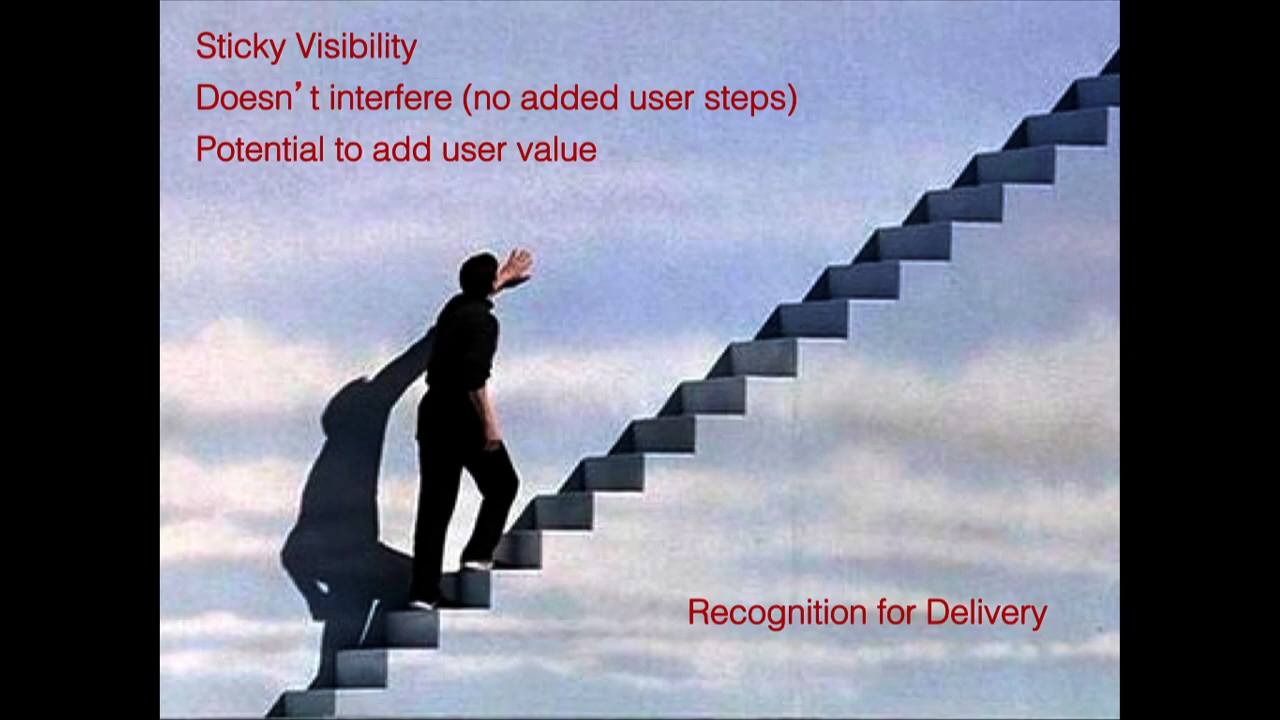 Sticky Visibility
Doesn’t interfere (no added user steps)
Potential to add user value
Recognition for Delivery